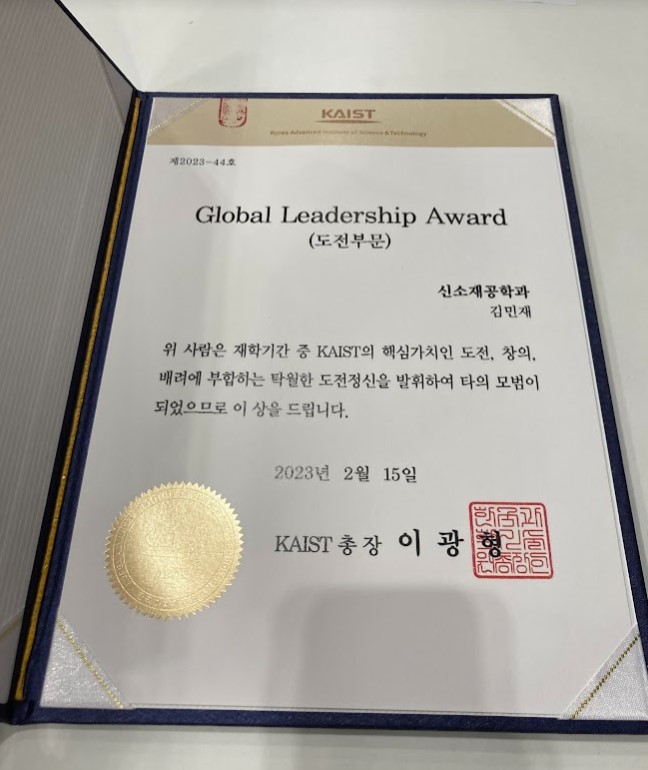 KAIST
Korea Advanced Institute of Science & Technology
제2023-44호
Global Leadership Award
(도전부문)
신소재공학과
김민재
위 사람은 재학기간 중 KAIST의 핵심가치인 도전, 창의,
배려에 부합하는 탁월한 도전정신을 발휘하여 타의 모범이
되었으므로 이 상을 드립니다.
2023년 2월 15일
KAIST 총장 이 광 형